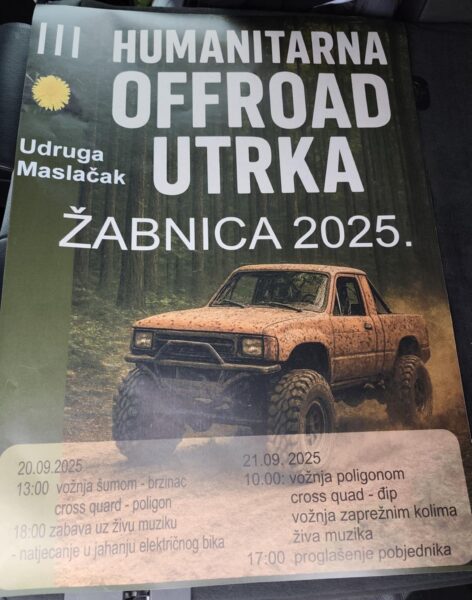 III HUMANITARNA
OFFROAD
UTRKA
Udruga
Maslačak
ŽABNICA 2025.
20.09.2025
13:00 vožnja šumom - brzinac
cross quard - poligon
18:00 zabava uz živu muziku
- natjecanje u jahanju električnog bika
21.09. 2025
10.00: vožnja poligonom
cross quad - đip
vožnja zaprežnim kolima
živa muzika
17:00 proglašenje pobjednika